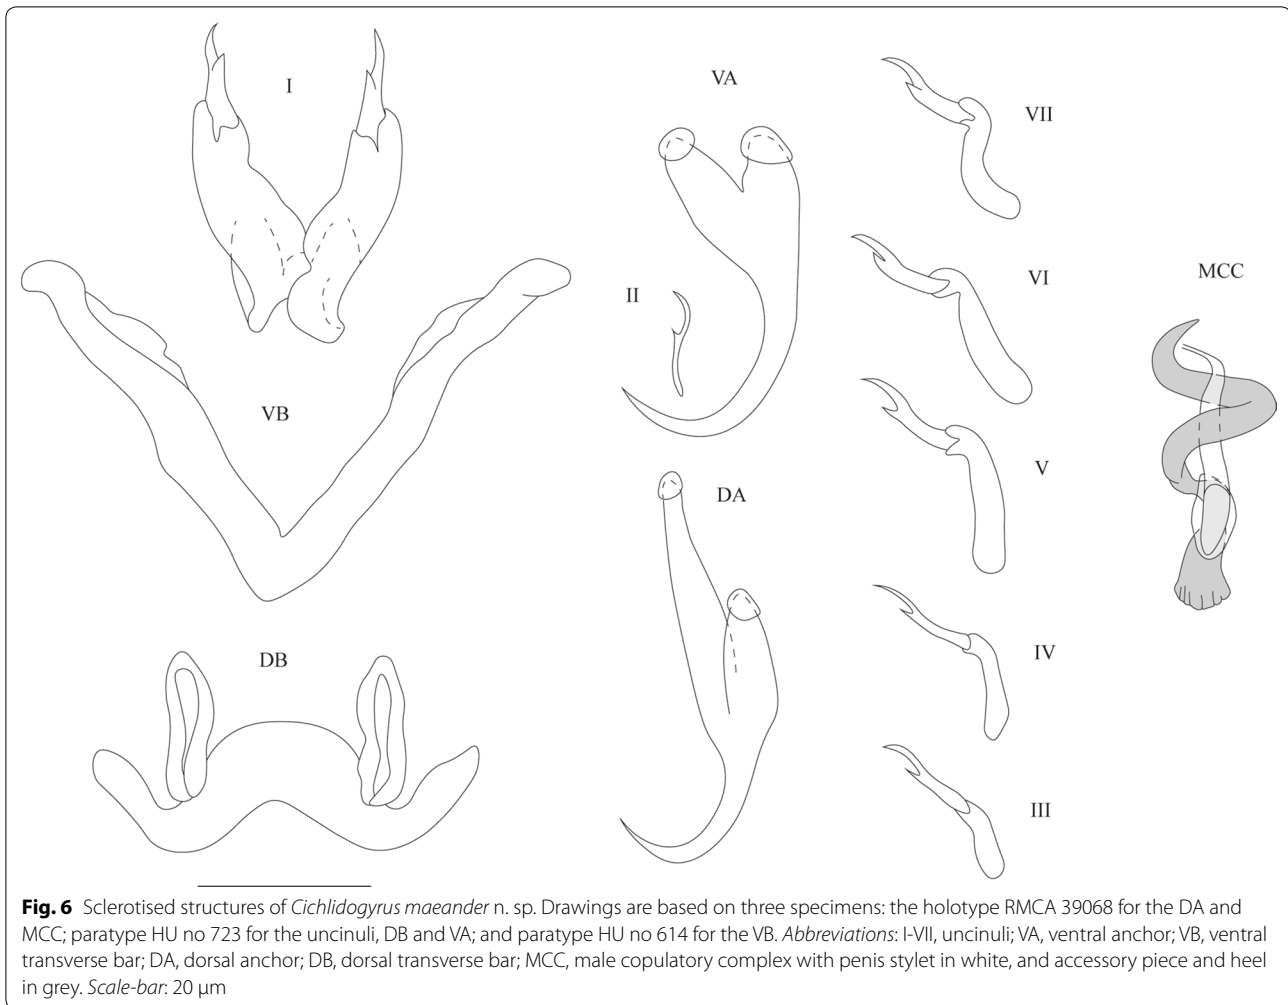 I
VA
VII
II
VI
MCC
VB
V
DA
DB
IV
III
Fig. 6 Sclerotised structures of Cichlidogyrus maeander n. sp. Drawings are based on three specimens: the holotype RMCA 39068 for the DA and
MCC; paratype HU no 723 for the uncinuli, DB and VA; and paratype HU no 614 for the VB. Abbreviations: I-VII, uncinuli; VA, ventral anchor; VB, ventral
transverse bar; DA, dorsal anchor; DB, dorsal transverse bar; MCC, male copulatory complex with penis stylet in white, and accessory piece and heel
in grey. Scale-bar: 20 μm